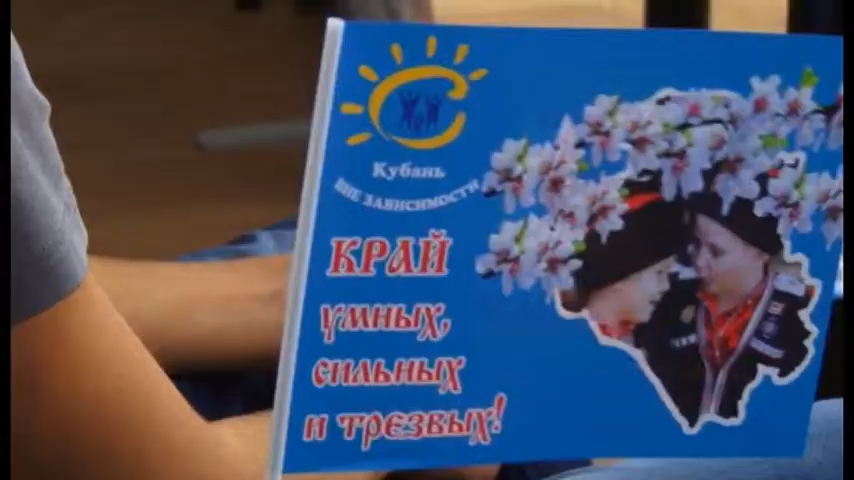 Кубань
ВНЕ ЗАВИСИМОСТИ
КРАЙ
умных,
сильных
и трезвых!